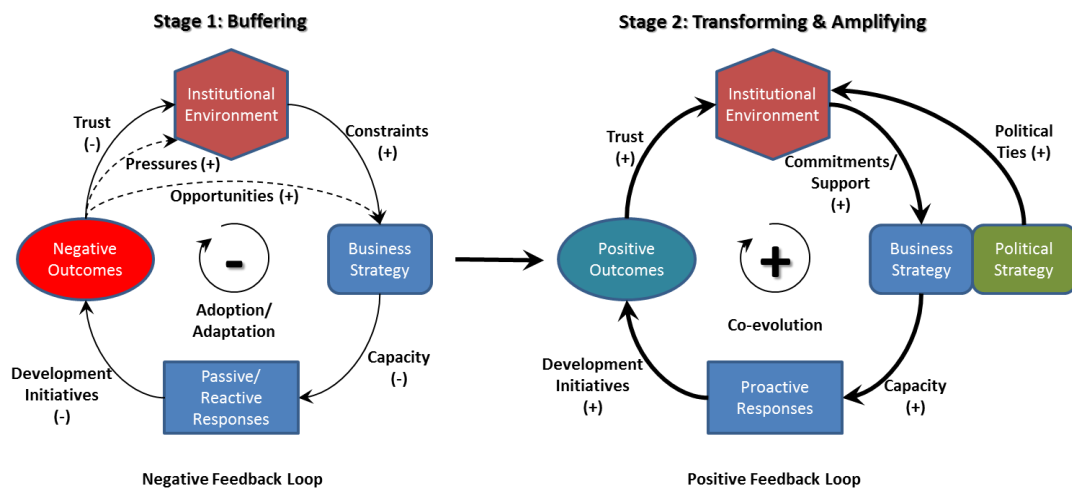 Stage 1: Buffering
Institutional
Environment
Trust
(-)
Pressures (+)
Constraints
(+)
Opportunities (+)
Negative
Outcomes
-
Business
Strategy
Adoption/
Adaptation
Development
Initiatives
(-)
Passive/
Reactive
Responses
Capacity
(-)
Negative Feedback Loop
Stage 2: Transforming & Amplifying
Institutional
Environment
Trust
(+)
Commitments/
Support
(+)
Political
Ties (+)
Positive
Outcomes
+
Business
Strategy
Political
Strategy
Co-evolution
Development
Initiatives
(+)
Proactive
Responses
Capacity
(+)
Positive Feedback Loop